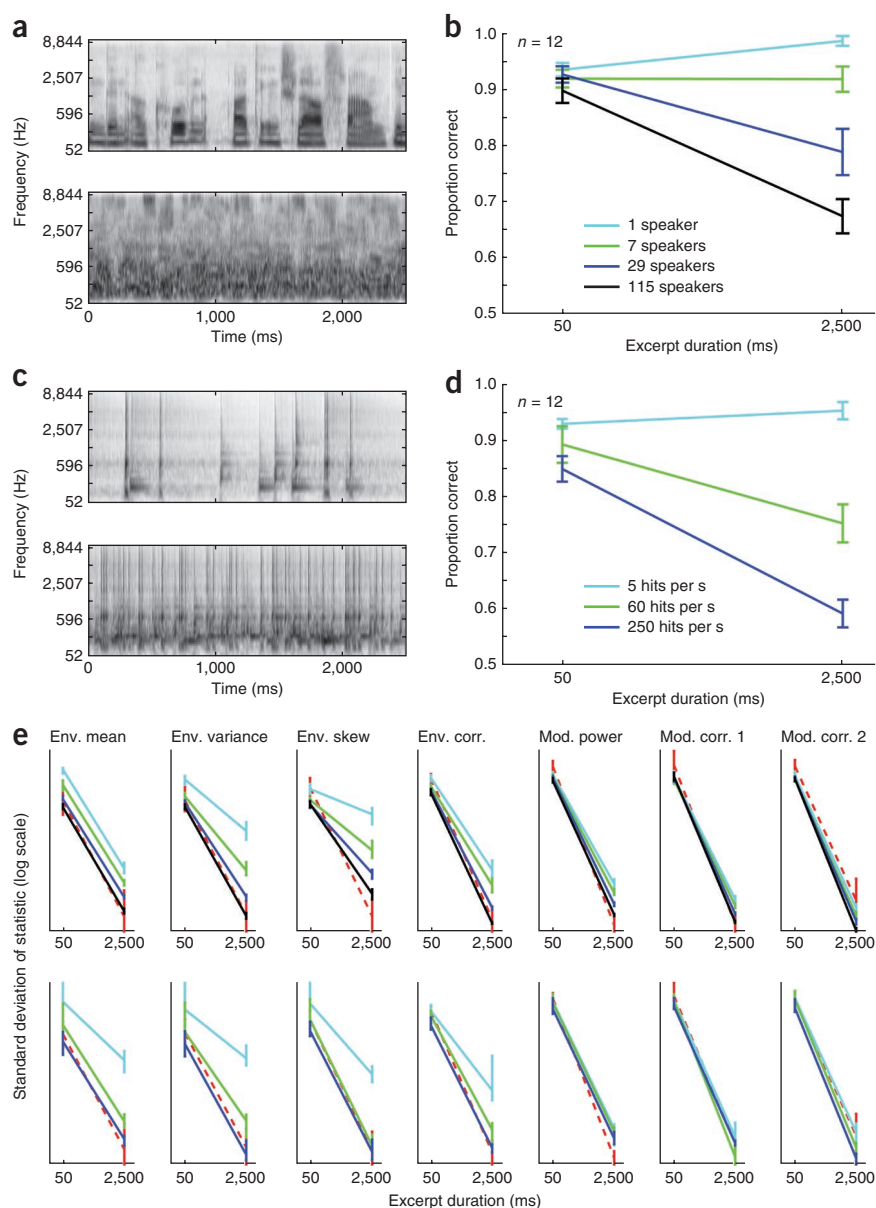 a
8,844
2,507
596
52
8,844
2,507
596
52
Frequency (Hz)
0
1,000
2,000
Time (ms)
b
n = 12
1.0
0.9
0.8
0.7
0.6
0.5
Proportion correct
1 speaker
7 speakers
29 speakers
115 speakers
50
2,500
Excerpt duration (ms)
c
8,844
2,507
596
52
8,844
2,507
596
52
Frequency (Hz)
0
1,000
2,000
Time (ms)
d
n = 12
1.0
0.9
0.8
0.7
0.6
0.5
Proportion correct
5 hits per s
60 hits per s
250 hits per s
50
2,500
Excerpt duration (ms)
e
Env. mean
Env. variance
Env. skew
Env. corr.
Mod. power
Mod. corr. 1
Mod. corr. 2
Standard deviation of statistic (log scale)
50 2,500
50 2,500
50 2,500
50 2,500
50 2,500
50 2,500
50 2,500
50 2,500
50 2,500
50 2,500
50 2,500
50 2,500
50 2,500
50 2,500
Excerpt duration (ms)